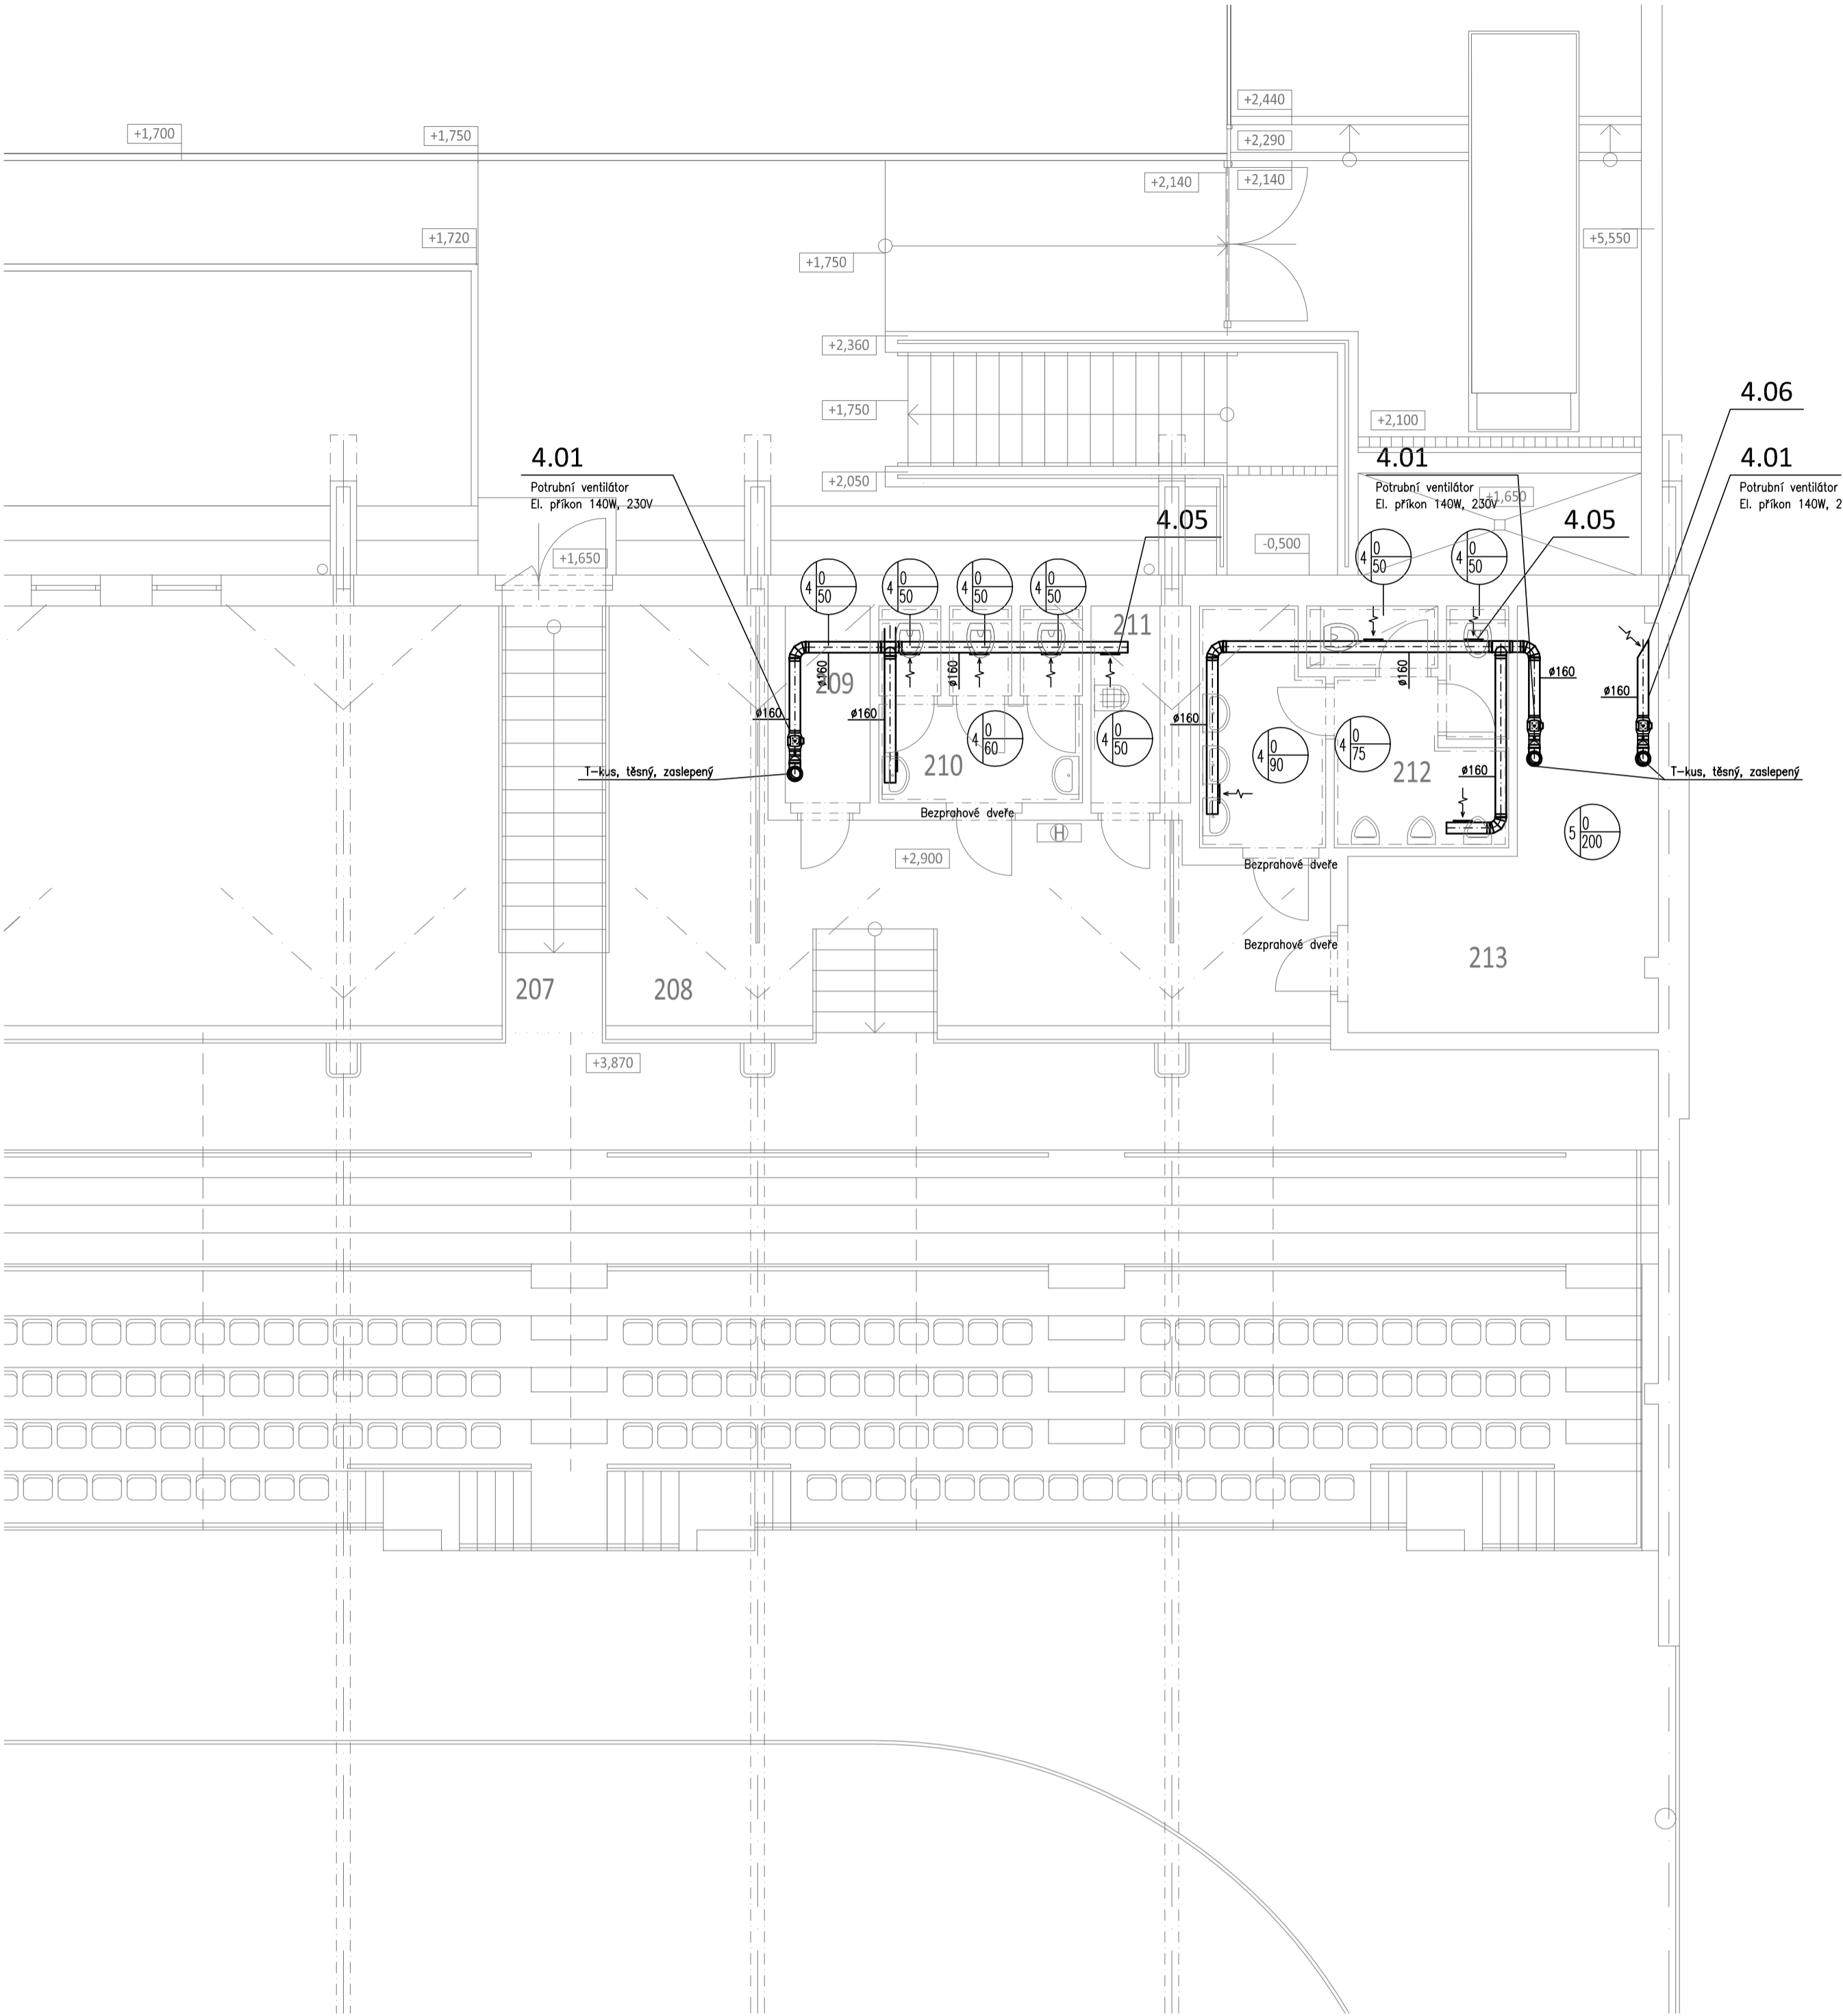 +2,440
+1,700
+1,750
+2,290
+2,140
+2,140
+1,720
+5,550
+1,750
+2,360
4.06
+1,750
+2,100
4.01
Potrubní ventilátor
El. příkon 140W, 230V
+2,050
4.01
Potrubní ventilátor
El. příkon 140W, 230V
+1,650
4.01
Potrubní ventilátor
El. příkon 140W, 2
4.05
4.05
+1,650
-0,500
4 0 50
4 0 50
4 0 50
4 0 50
4 0 50
4 0 50
211
ø160
ø160
ø160
ø160
209
ø160
ø160
ø160
ø160
4 0 60
4 0 50
4 0 90
4 0 75
210
212
ø160
T-kus, těsný, zaslepený
T-kus, těsný, zaslepený
Bezprahové dveře
H
5 0 200
+2,900
Bezprahové dveře
Bezprahové dveře
213
207
208
+3,870